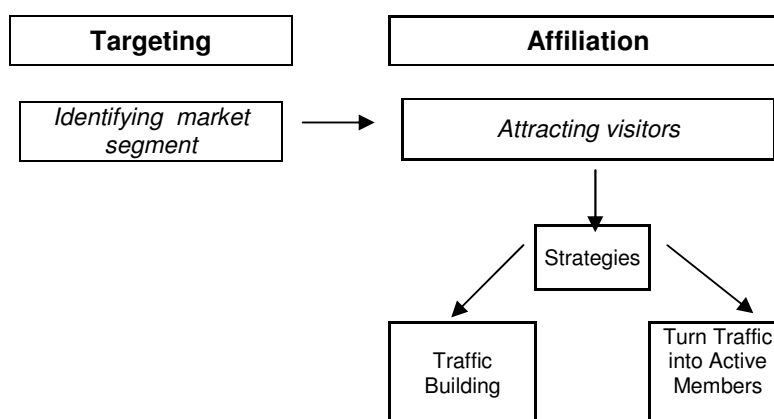 Targeting
Affiliation
Identifying market
segment
Attracting visitors
Strategies
Traffic
Building
Turn Traffic
into Active
Members